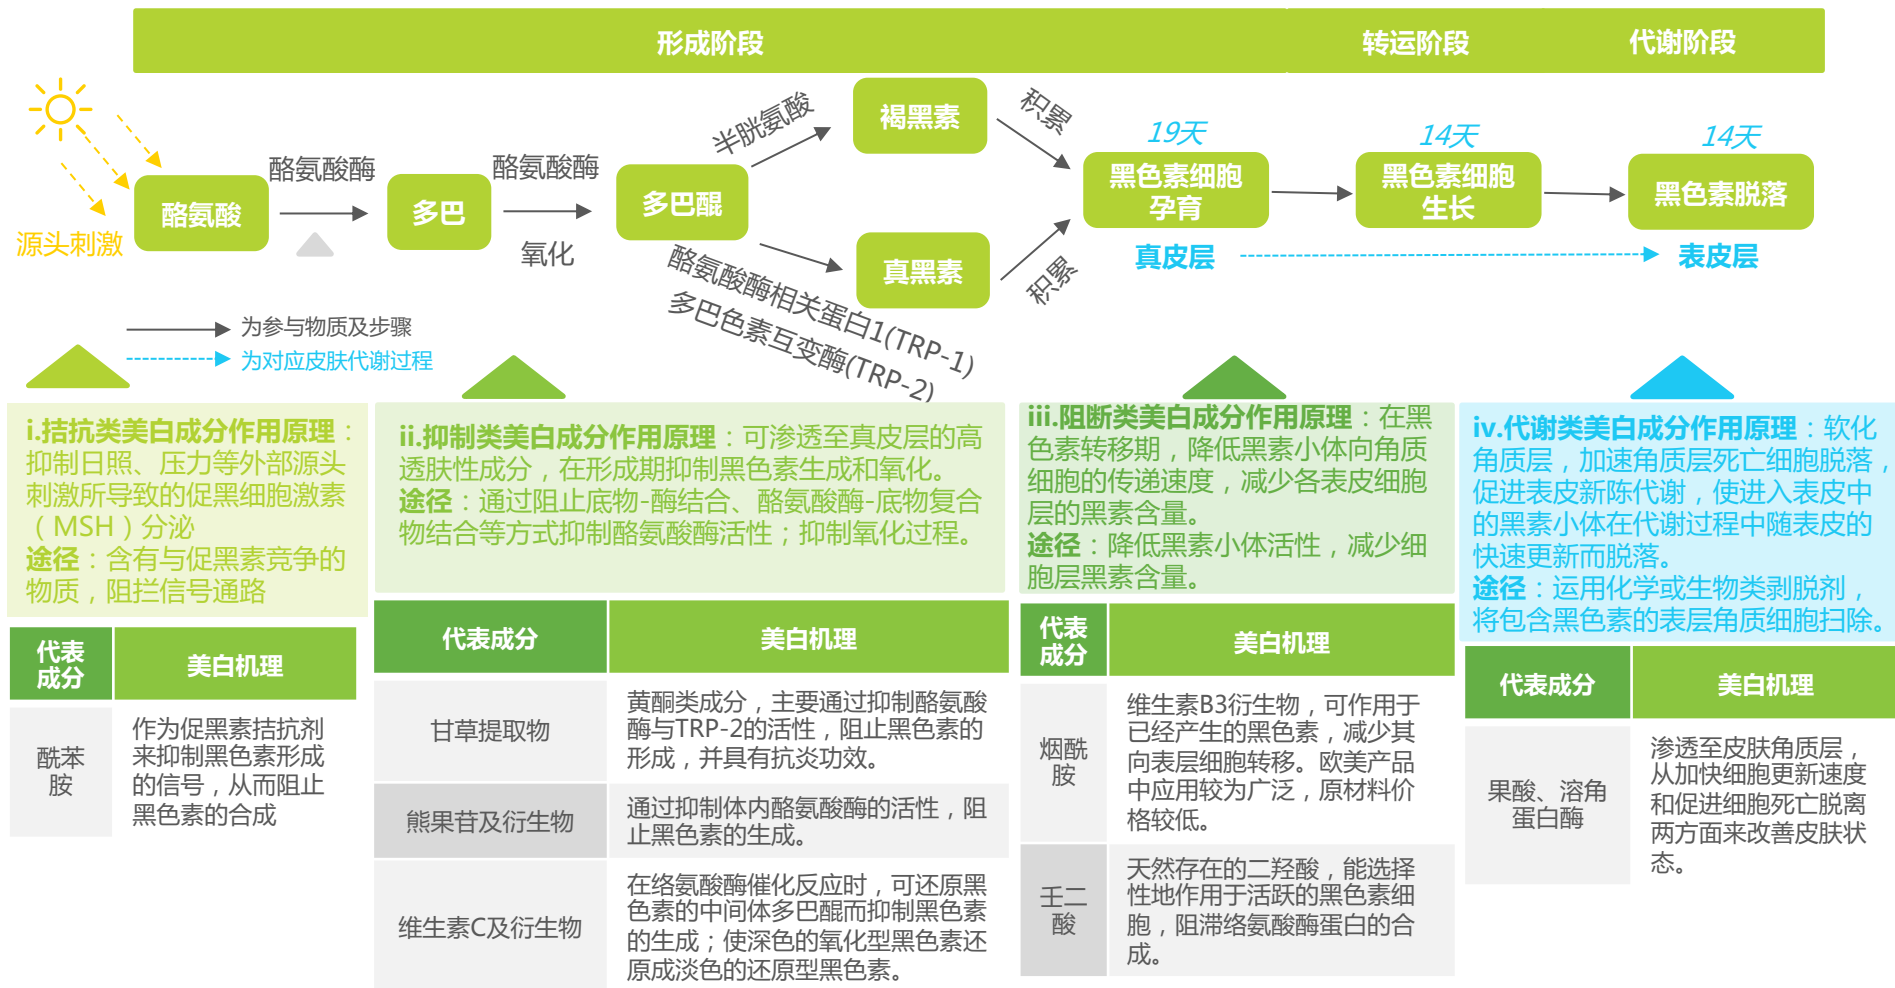 形成阶段
转运阶段
代谢阶段
源头刺激
酪氨酸
酪氨酸酶
多巴
酪氨酸酶
氧化
多巴醌
半胱氨酸
褐黑素
积累
酪氨酸酶相关蛋白1(TRP-1)
多巴色素互变酶(TRP-2)
真黑素
积累
19天
黑色素细胞
孕育
真皮层
14天
黑色素细胞
生长
14天
黑色素脱落
表皮层
为参与物质及步骤
为对应皮肤代谢过程
i.拮抗类美白成分作用原理：
抑制日照、压力等外部源头
刺激所导致的促黑细胞激素
（MSH）分泌
途径：含有与促黑素竞争的
物质，阻拦信号通路
代表
成分
美白机理
酰苯
胺
作为促黑素拮抗剂
来抑制黑色素形成
的信号，从而阻止
黑色素的合成
ii.抑制类美白成分作用原理：可渗透至真皮层的高
透肤性成分，在形成期抑制黑色素生成和氧化。
途径：通过阻止底物-酶结合、酪氨酸酶-底物复合
物结合等方式抑制酪氨酸酶活性；抑制氧化过程。
代表成分
美白机理
甘草提取物
黄酮类成分，主要通过抑制酪氨酸
酶与TRP-2的活性，阻止黑色素的
形成，并具有抗炎功效。
熊果苷及衍生物
通过抑制体内酪氨酸酶的活性，阻
止黑色素的生成。
维生素C及衍生物
在络氨酸酶催化反应时，可还原黑
色素的中间体多巴醌而抑制黑色素
的生成；使深色的氧化型黑色素还
原成淡色的还原型黑色素。
iii.阻断类美白成分作用原理：在黑
色素转移期，降低黑素小体向角质
细胞的传递速度，减少各表皮细胞
层的黑素含量。
途径：降低黑素小体活性，减少细
胞层黑素含量。
代表
成分
美白机理
烟酰
胺
维生素B3衍生物，可作用于
已经产生的黑色素，减少其
向表层细胞转移。欧美产品
中应用较为广泛，原材料价
格较低。
壬二
酸
天然存在的二羟酸，能选择
性地作用于活跃的黑色素细
胞，阻滞络氨酸酶蛋白的合
成。
iv.代谢类美白成分作用原理：软化
角质层，加速角质层死亡细胞脱落，
促进表皮新陈代谢，使进入表皮中
的黑素小体在代谢过程中随表皮的
快速更新而脱落。
途径：运用化学或生物类剥脱剂，
将包含黑色素的表层角质细胞扫除。
代表成分
美白机理
果酸、溶角
蛋白酶
渗透至皮肤角质层，
从加快细胞更新速度
和促进细胞死亡脱离
两方面来改善皮肤状
态。